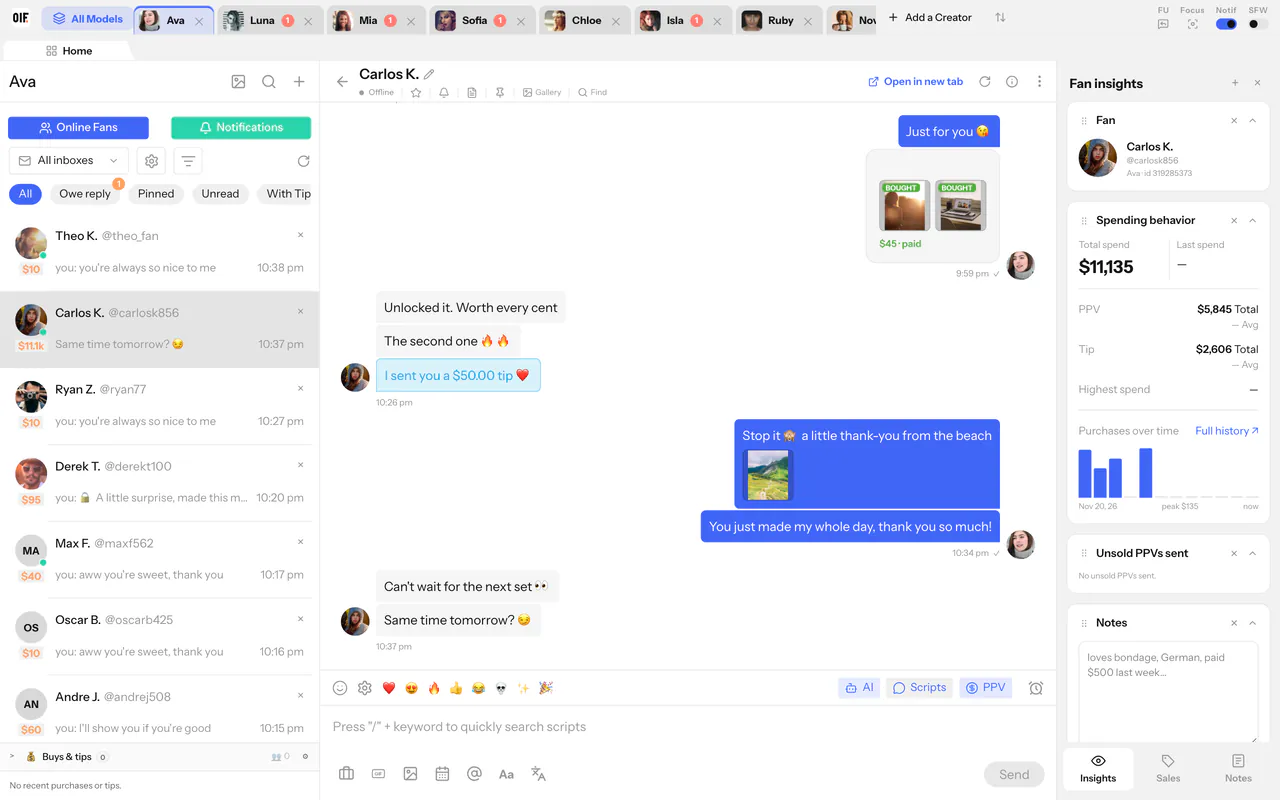 OIF
All Models
Ava
Luna 1
Mia 1
Sofia 1
Chloe
Isla 1
Ruby
Nov
+ Add a Creator
FU
Focus
Notif
SFW
Home
Ava
Online Fans
Notifications
All inboxes
All
Owe reply 1
Pinned
Unread
With Tip
Theo K. @theo_fan
$10
you: you're always so nice to me 10:38 pm
Carlos K. @carlosk856
$11.1k
Same time tomorrow? 😏 10:37 pm
Ryan Z. @ryan77
$10
you: you're always so nice to me 10:27 pm
Derek T. @derekt100
$95
you: 🔒 A little surprise, made this m... 10:20 pm
MA
Max F. @maxf562
$40
you: aww you're sweet, thank you 10:17 pm
OS
Oscar B. @oscarb425
$10
you: aww you're sweet, thank you 10:16 pm
AN
Andre J. @andrej508
$60
you: I'll show you if you're good 10:15 pm
> 💰 Buys & tips 0
0
No recent purchases or tips.
Carlos K.
Offline
Gallery
Find
Open in new tab
Just for you 😘
BOUGHT
BOUGHT
$45·paid
9:59 pm ✓
Unlocked it. Worth every cent
The second one 🔥🔥
I sent you a $50.00 tip ❤️
10:26 pm
Stop it 🙈 a little thank-you from the beach
You just made my whole day, thank you so much!
10:34 pm ✓
Can't wait for the next set 👀
Same time tomorrow? 😏
10:37 pm
AI
Scripts
PPV
Press "/" + keyword to quickly search scripts
GIF
Aa
Send
Fan insights
Fan
Carlos K.
@carlosk856
Ava·id 319285373
Spending behavior
Total spend
Last spend
$11,135
—
PPV $5,845 Total
— Avg
Tip $2,606 Total
— Avg
Highest spend —
Purchases over time Full history
Nov 20, 26 peak $135 now
Unsold PPVs sent
No unsold PPVs sent.
Notes
loves bondage, German, paid
$500 last week...
Insights
Sales
Notes